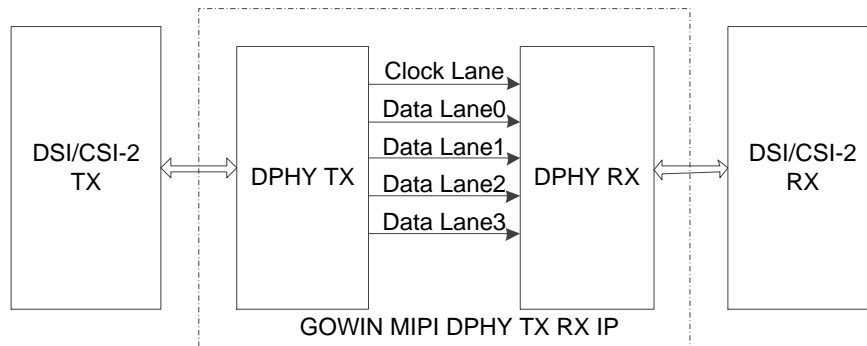 DSI/CSI-2
TX
DPHY TX
Clock Lane
Data Lane0
Data Lane1
Data Lane2
Data Lane3
DPHY RX
DSI/CSI-2
RX
GOWIN MIPI DPHY TX RX IP